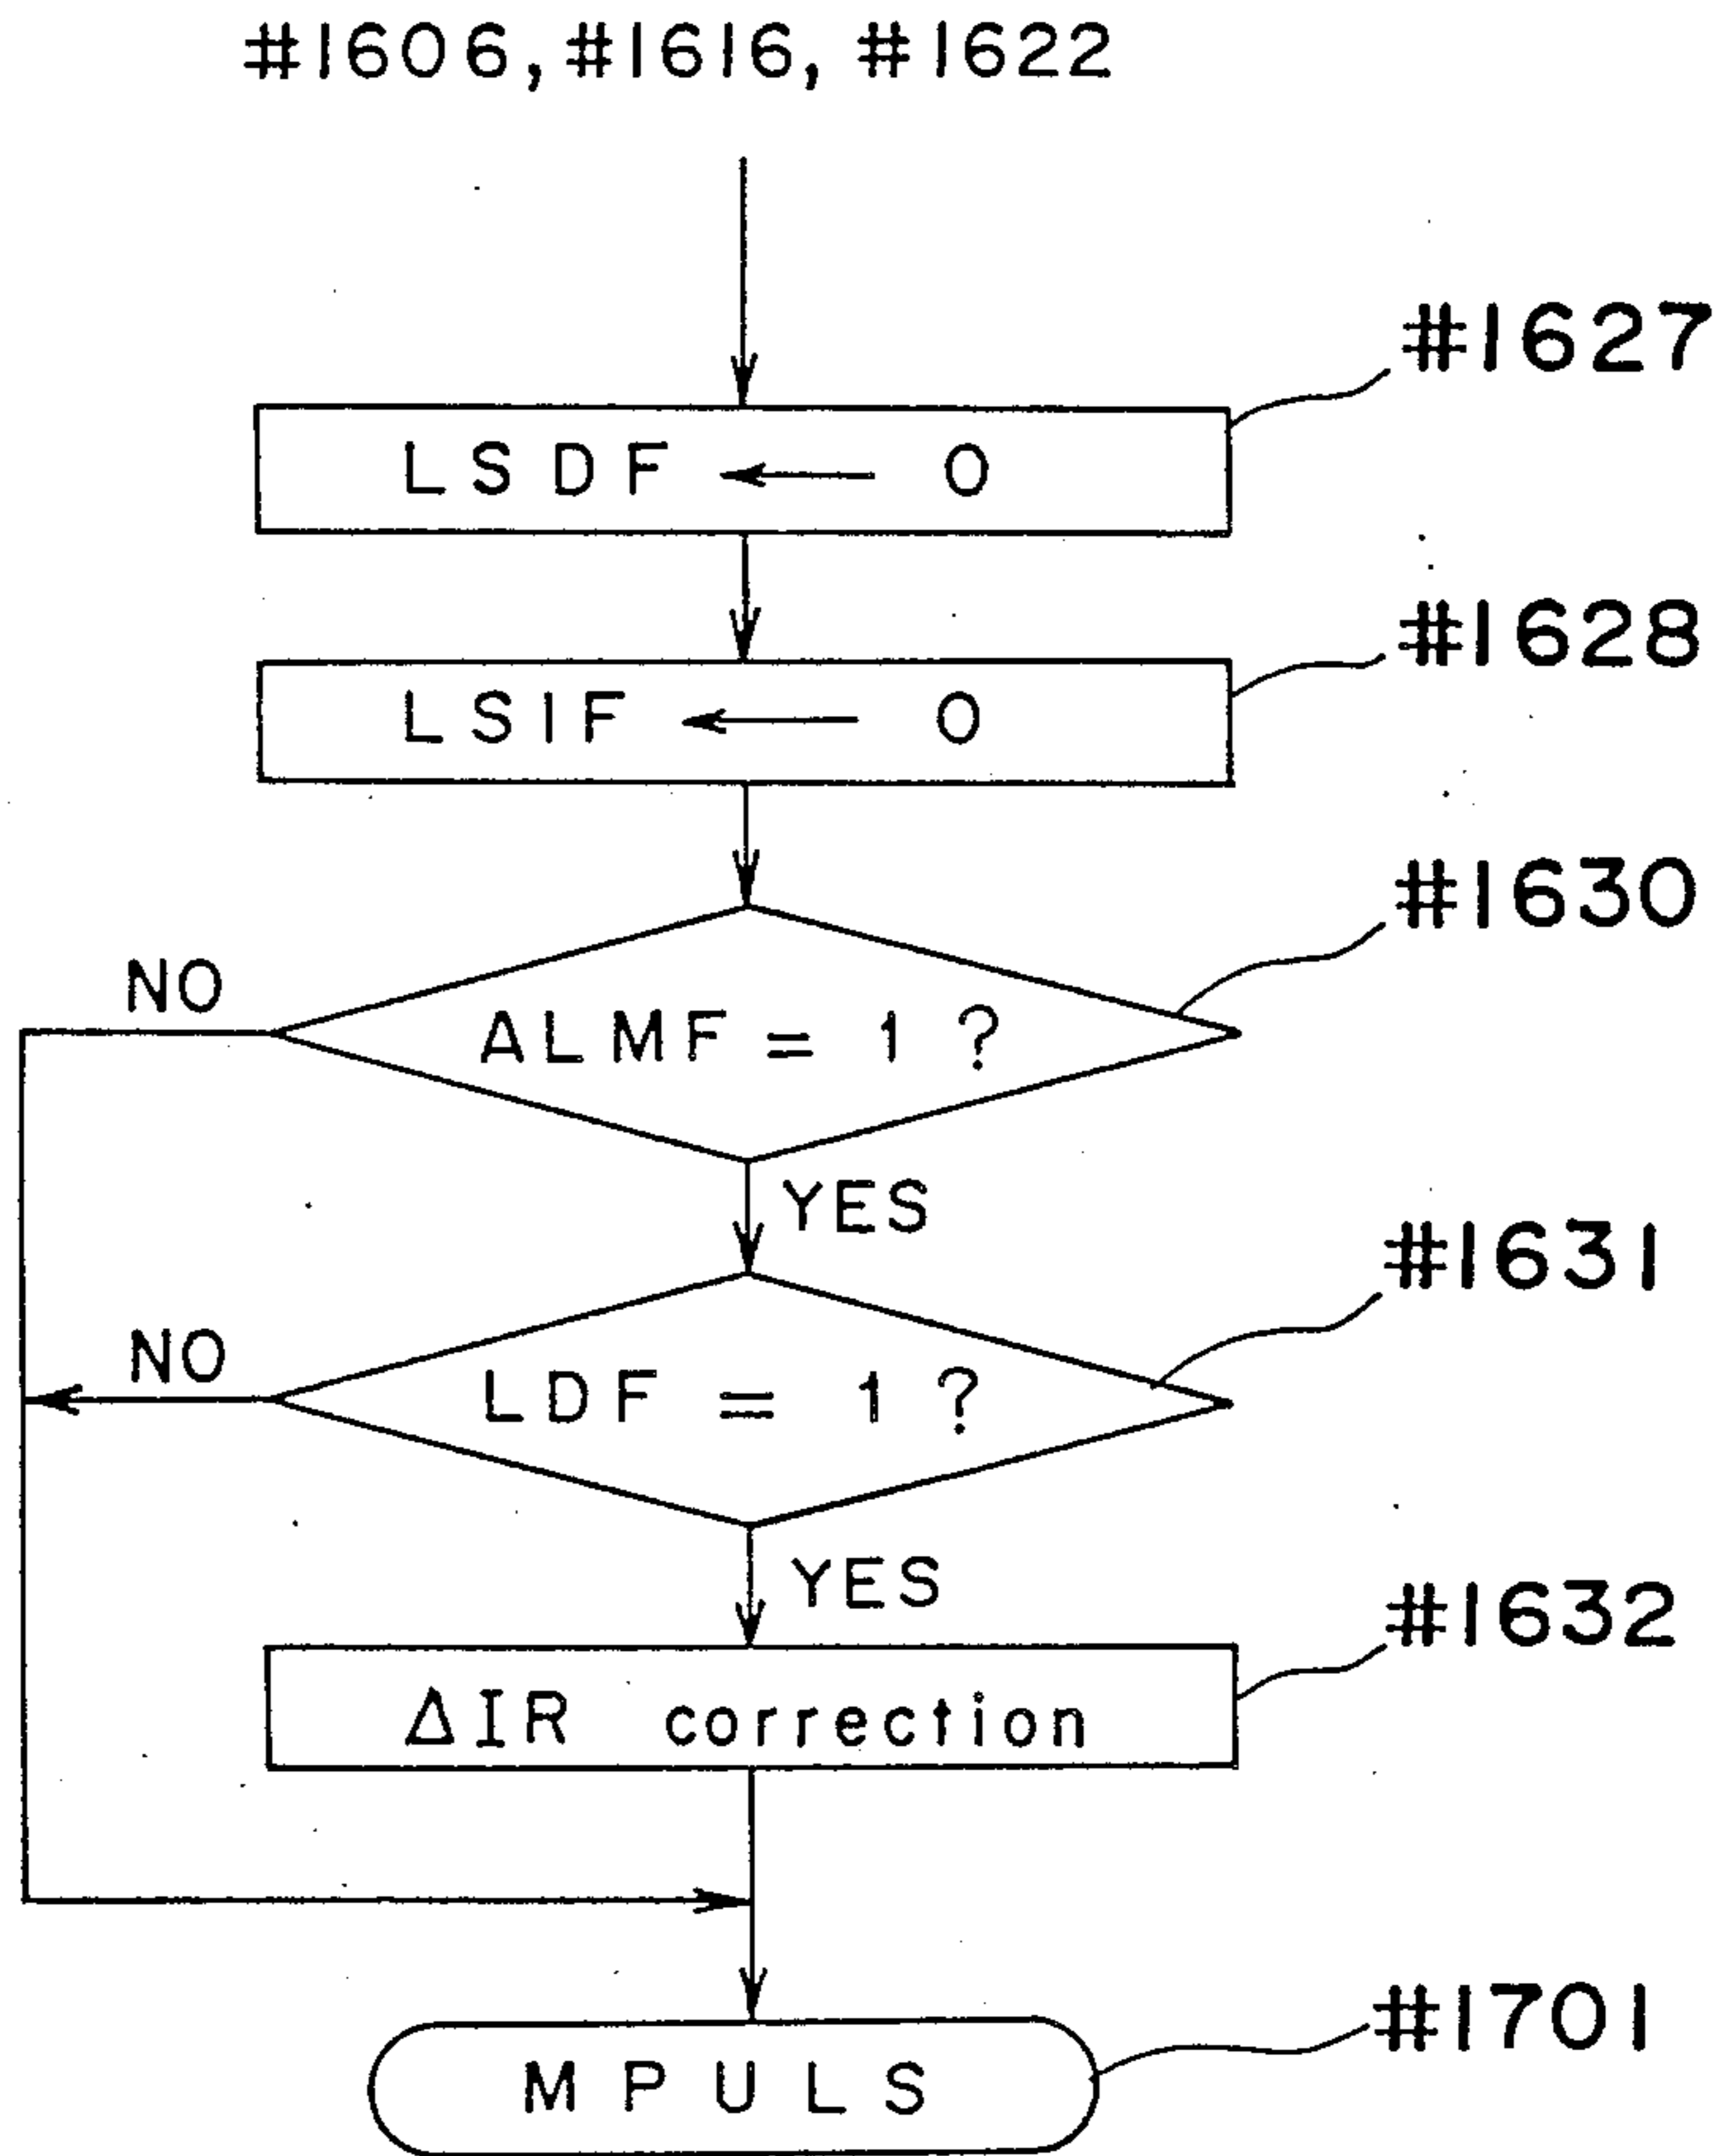 #1606, #1616, #1622
#1627
LSDF ← 0
#1628
LSIF ← 0
#1630
NO
ALMF = 1 ?
YES
#1631
NO
LDF = 1 ?
YES
#1632
ΔIR correction
#1701
MPULS